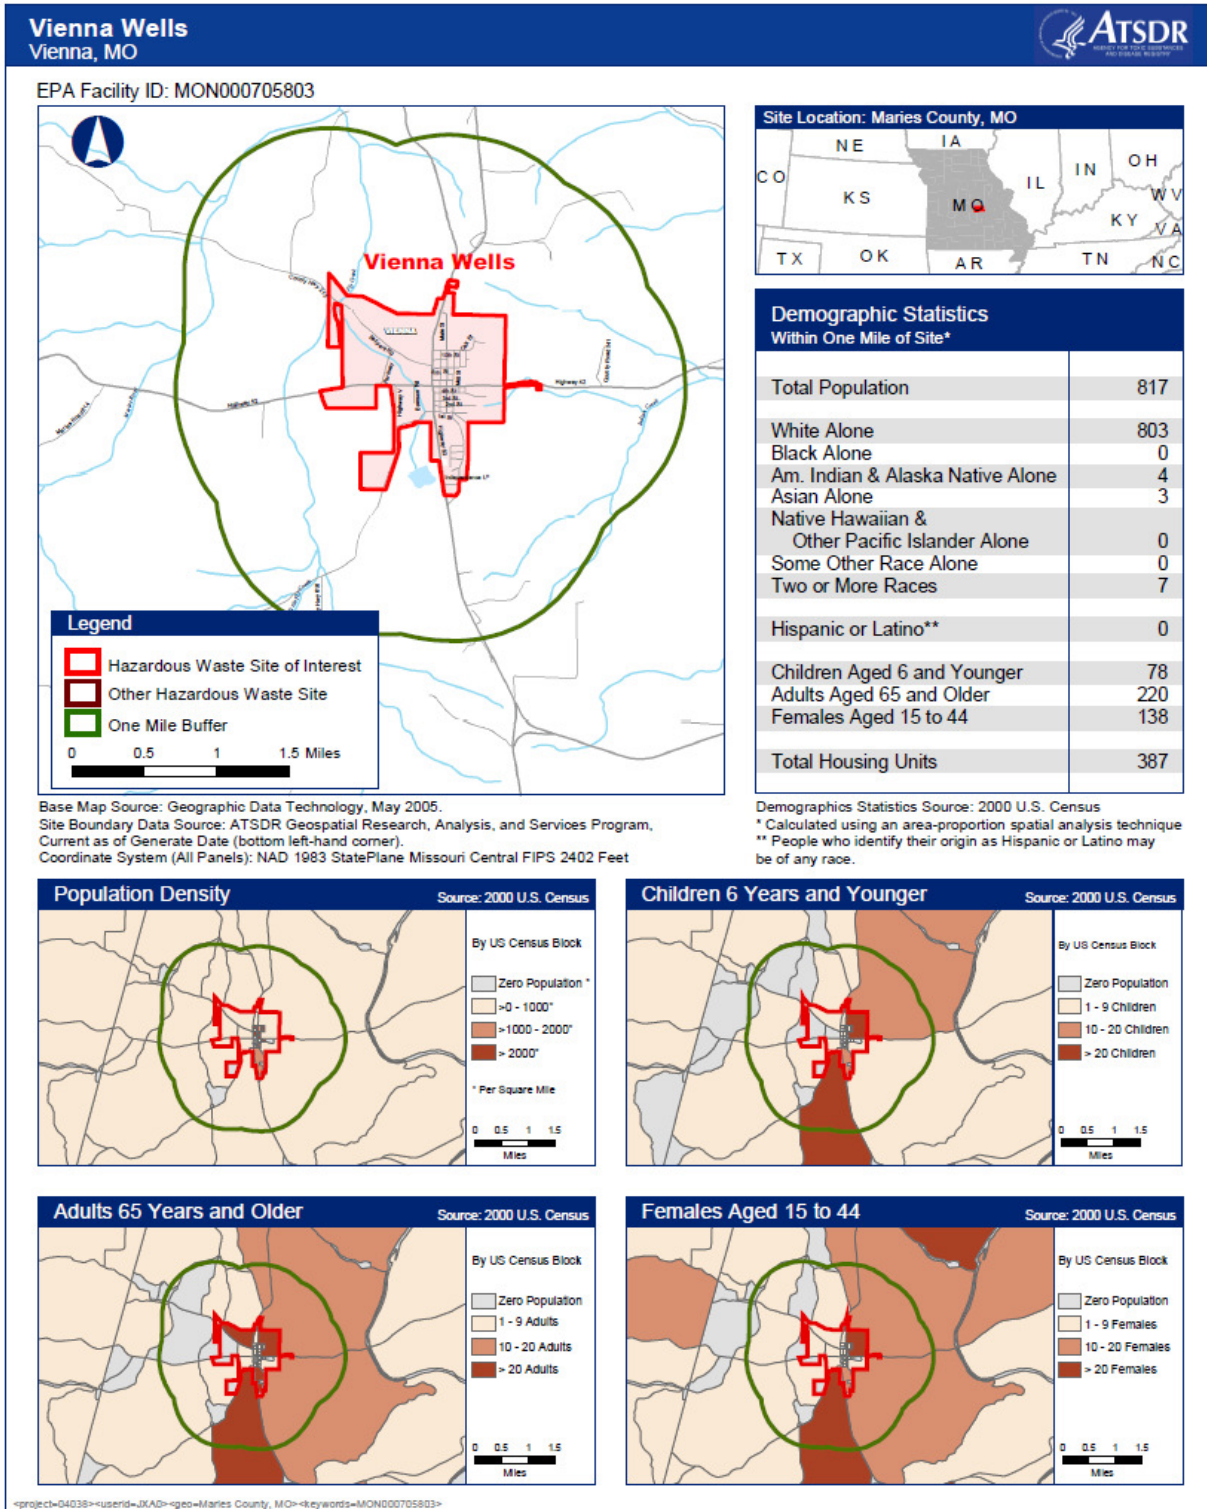 Vienna Wells
Vienna, MO
ATSDR
AGENCY FOR TOXIC SUBSTANCES
AND DISEASE REGISTRY
EPA Facility ID: MON000705803
Vienna Wells
VIENNA
Highway 42
Highway 42
Highway V
Main St
Legend
Hazardous Waste Site of Interest
Other Hazardous Waste Site
One Mile Buffer
0 0.5 1 1.5 Miles
Site Location: Maries County, MO
NE
IA
CO
KS
MO
IL
IN
OH
WV
KY
VA
TX
OK
AR
TN
NC
Demographic Statistics
Within One Mile of Site*
Total Population 817
White Alone 803
Black Alone 0
Am. Indian & Alaska Native Alone 4
Asian Alone 3
Native Hawaiian &
Other Pacific Islander Alone 0
Some Other Race Alone 0
Two or More Races 7
Hispanic or Latino** 0
Children Aged 6 and Younger 78
Adults Aged 65 and Older 220
Females Aged 15 to 44 138
Total Housing Units 387
Base Map Source: Geographic Data Technology, May 2005.
Site Boundary Data Source: ATSDR Geospatial Research, Analysis, and Services Program,
Current as of Generate Date (bottom left-hand corner).
Coordinate System (All Panels): NAD 1983 StatePlane Missouri Central FIPS 2402 Feet
Demographics Statistics Source: 2000 U.S. Census
* Calculated using an area-proportion spatial analysis technique
** People who identify their origin as Hispanic or Latino may
be of any race.
Population Density Source: 2000 U.S. Census
By US Census Block
Zero Population *
>0 - 1000*
>1000 - 2000*
> 2000*
* Per Square Mile
0 0.5 1 1.5
Miles
Children 6 Years and Younger Source: 2000 U.S. Census
By US Census Block
Zero Population
1 - 9 Children
10 - 20 Children
> 20 Children
0 0.5 1 1.5
Miles
Adults 65 Years and Older Source: 2000 U.S. Census
By US Census Block
Zero Population
1 - 9 Adults
10 - 20 Adults
> 20 Adults
0 0.5 1 1.5
Miles
Females Aged 15 to 44 Source: 2000 U.S. Census
By US Census Block
Zero Population
1 - 9 Females
10 - 20 Females
> 20 Females
0 0.5 1 1.5
Miles
<project=04038><userid=JXA0><geo=Maries County, MO><keywords=MON000705803>